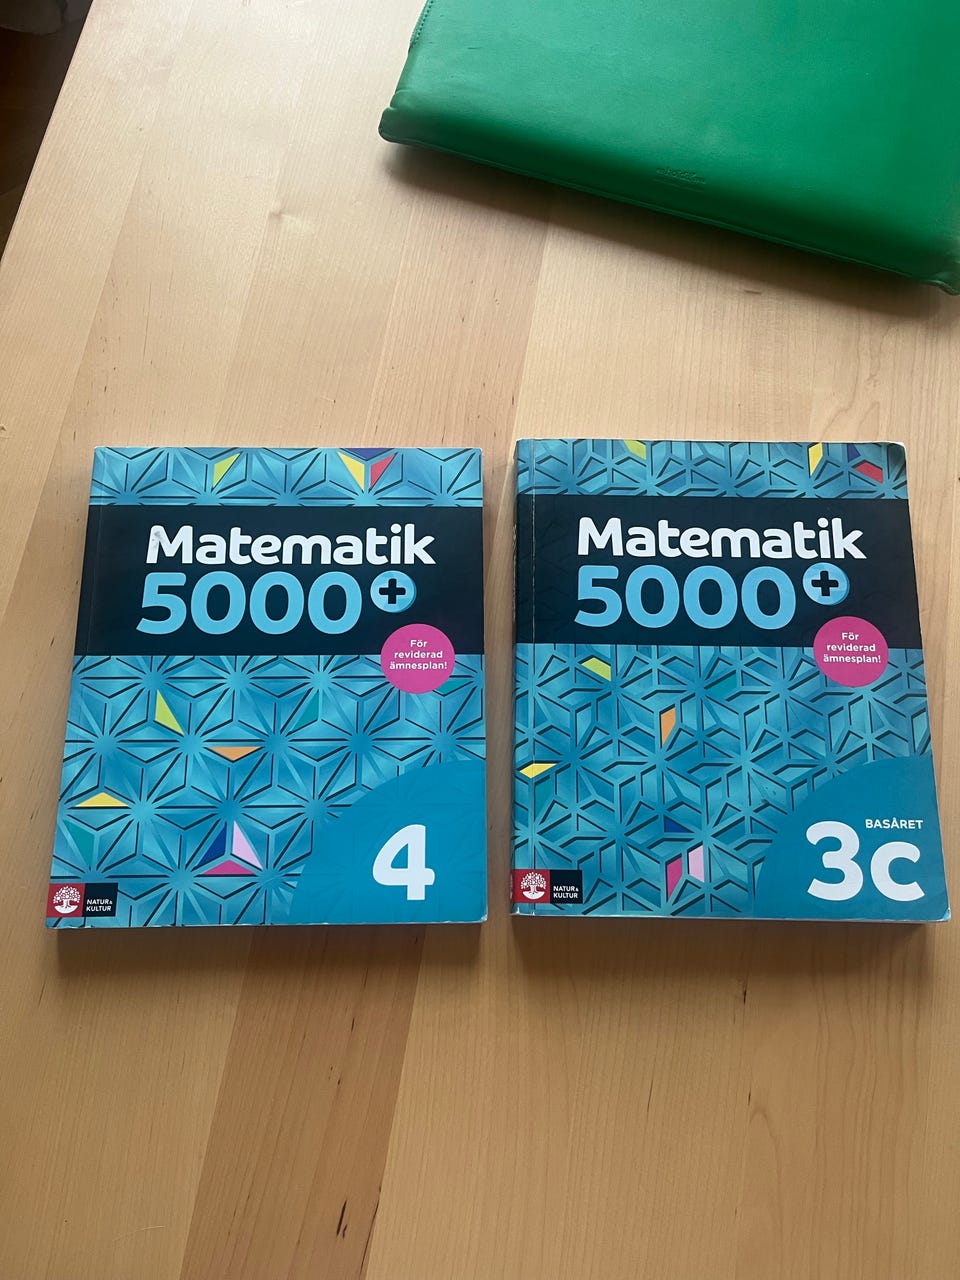 Matematik
5000+
För
reviderad
ämnesplan!
4
NATUR &
KULTUR
Matematik
5000+
För
reviderad
ämnesplan!
BASÅRET
3c
NATUR &
KULTUR